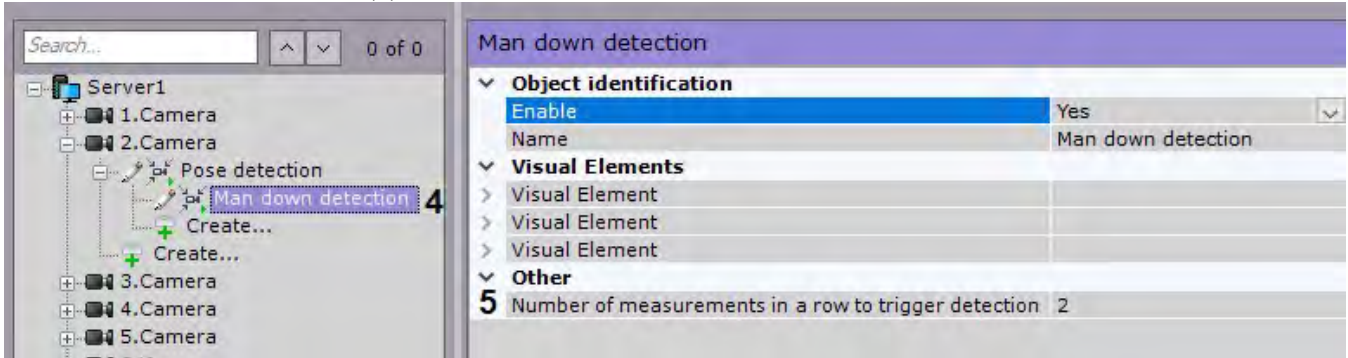 Search...
0 of 0
Server1
1.Camera
2.Camera
Pose detection
Man down detection 4
Create...
Create...
3.Camera
4.Camera
5.Camera
Man down detection
Object identification
Enable Yes
Name Man down detection
Visual Elements
Visual Element
Visual Element
Visual Element
Other
5 Number of measurements in a row to trigger detection 2